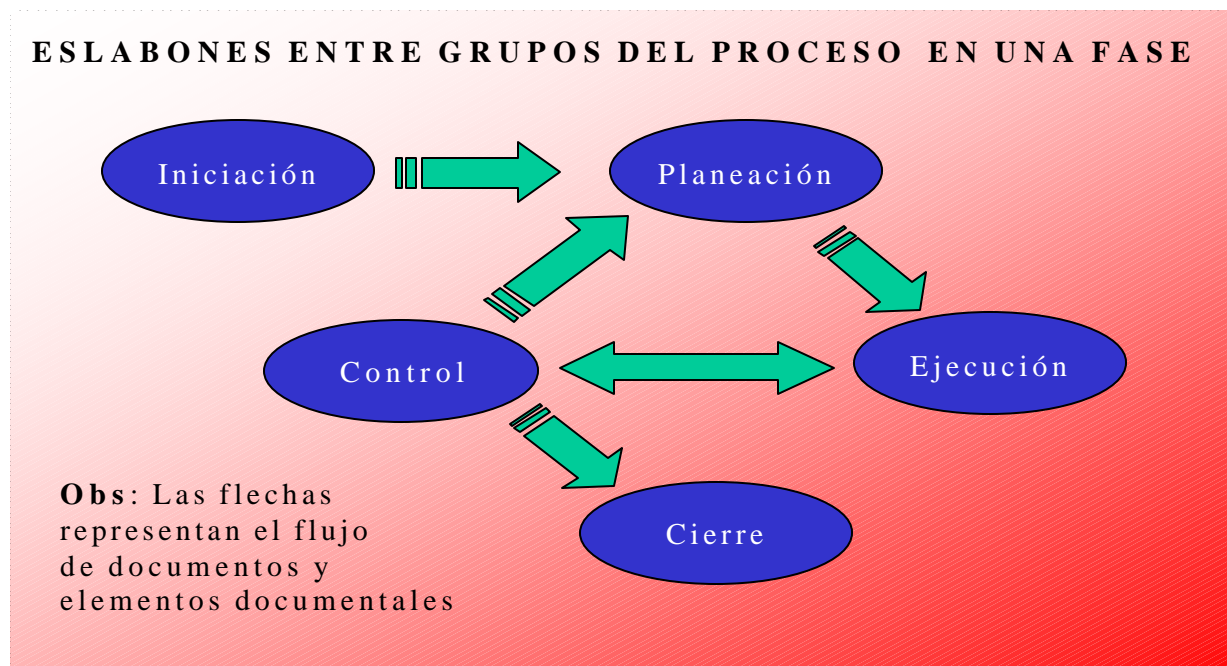 ESLABONES ENTRE GRUPOS DEL PROCESO EN UNA FASE
Iniciación
Planeación
Control
Ejecución
Cierre
Obs: Las flechas
representan el flujo
de documentos y
elementos documentales